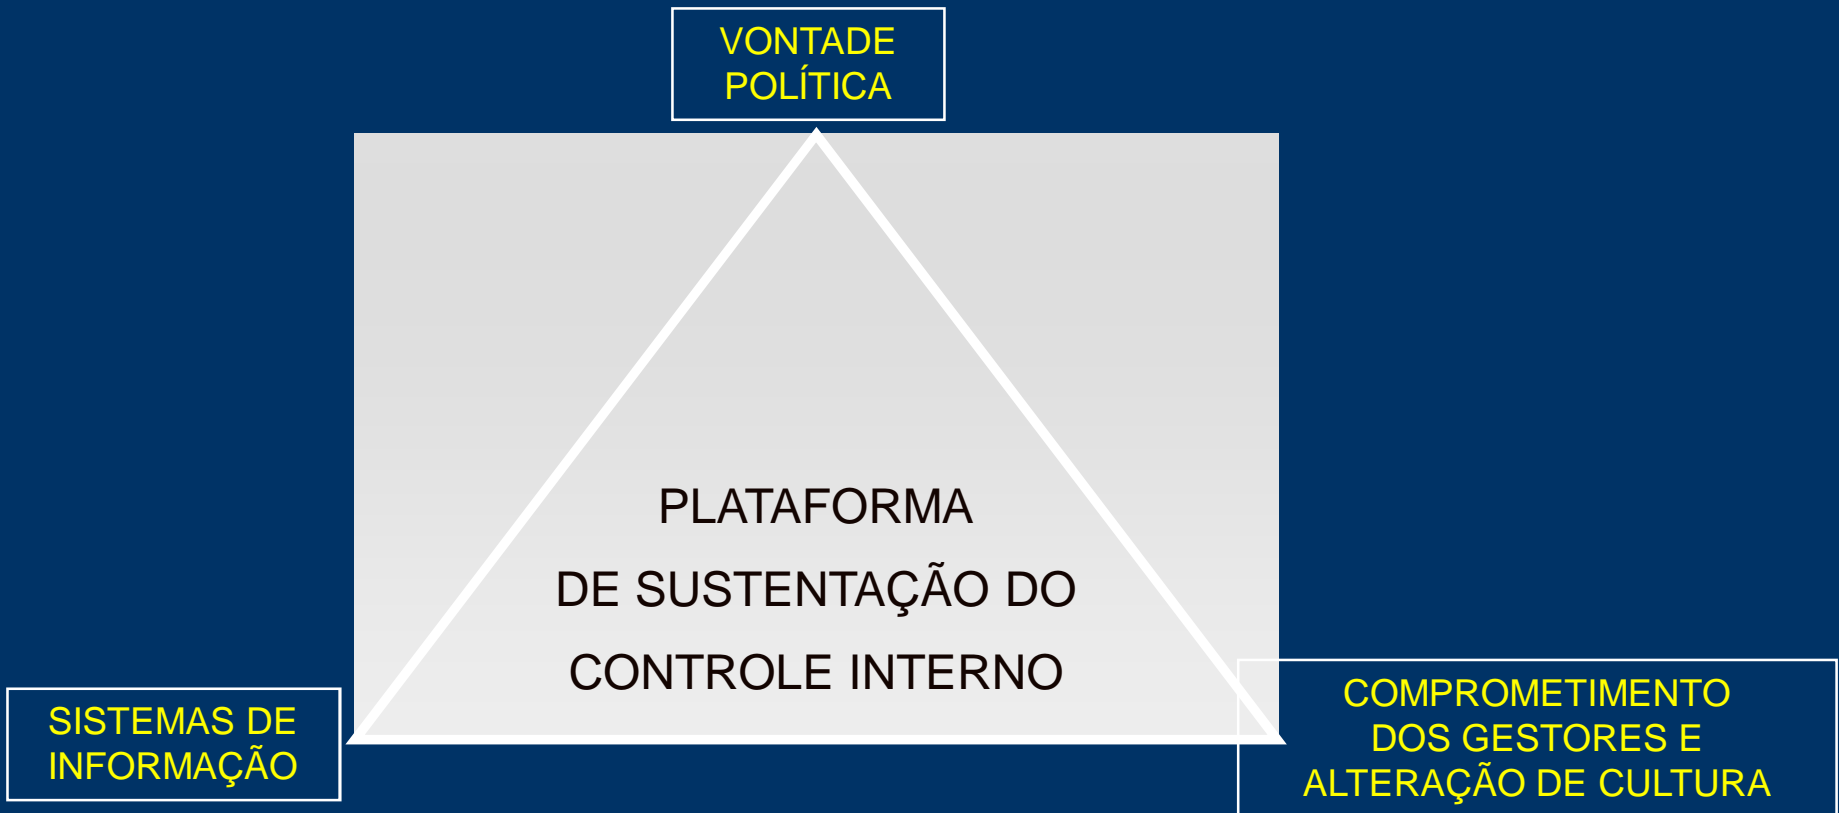 VONTADE
POLÍTICA
PLATAFORMA
DE SUSTENTAÇÃO DO
CONTROLE INTERNO
SISTEMAS DE
INFORMAÇÃO
COMPROMETIMENTO
DOS GESTORES E
ALTERAÇÃO DE CULTURA